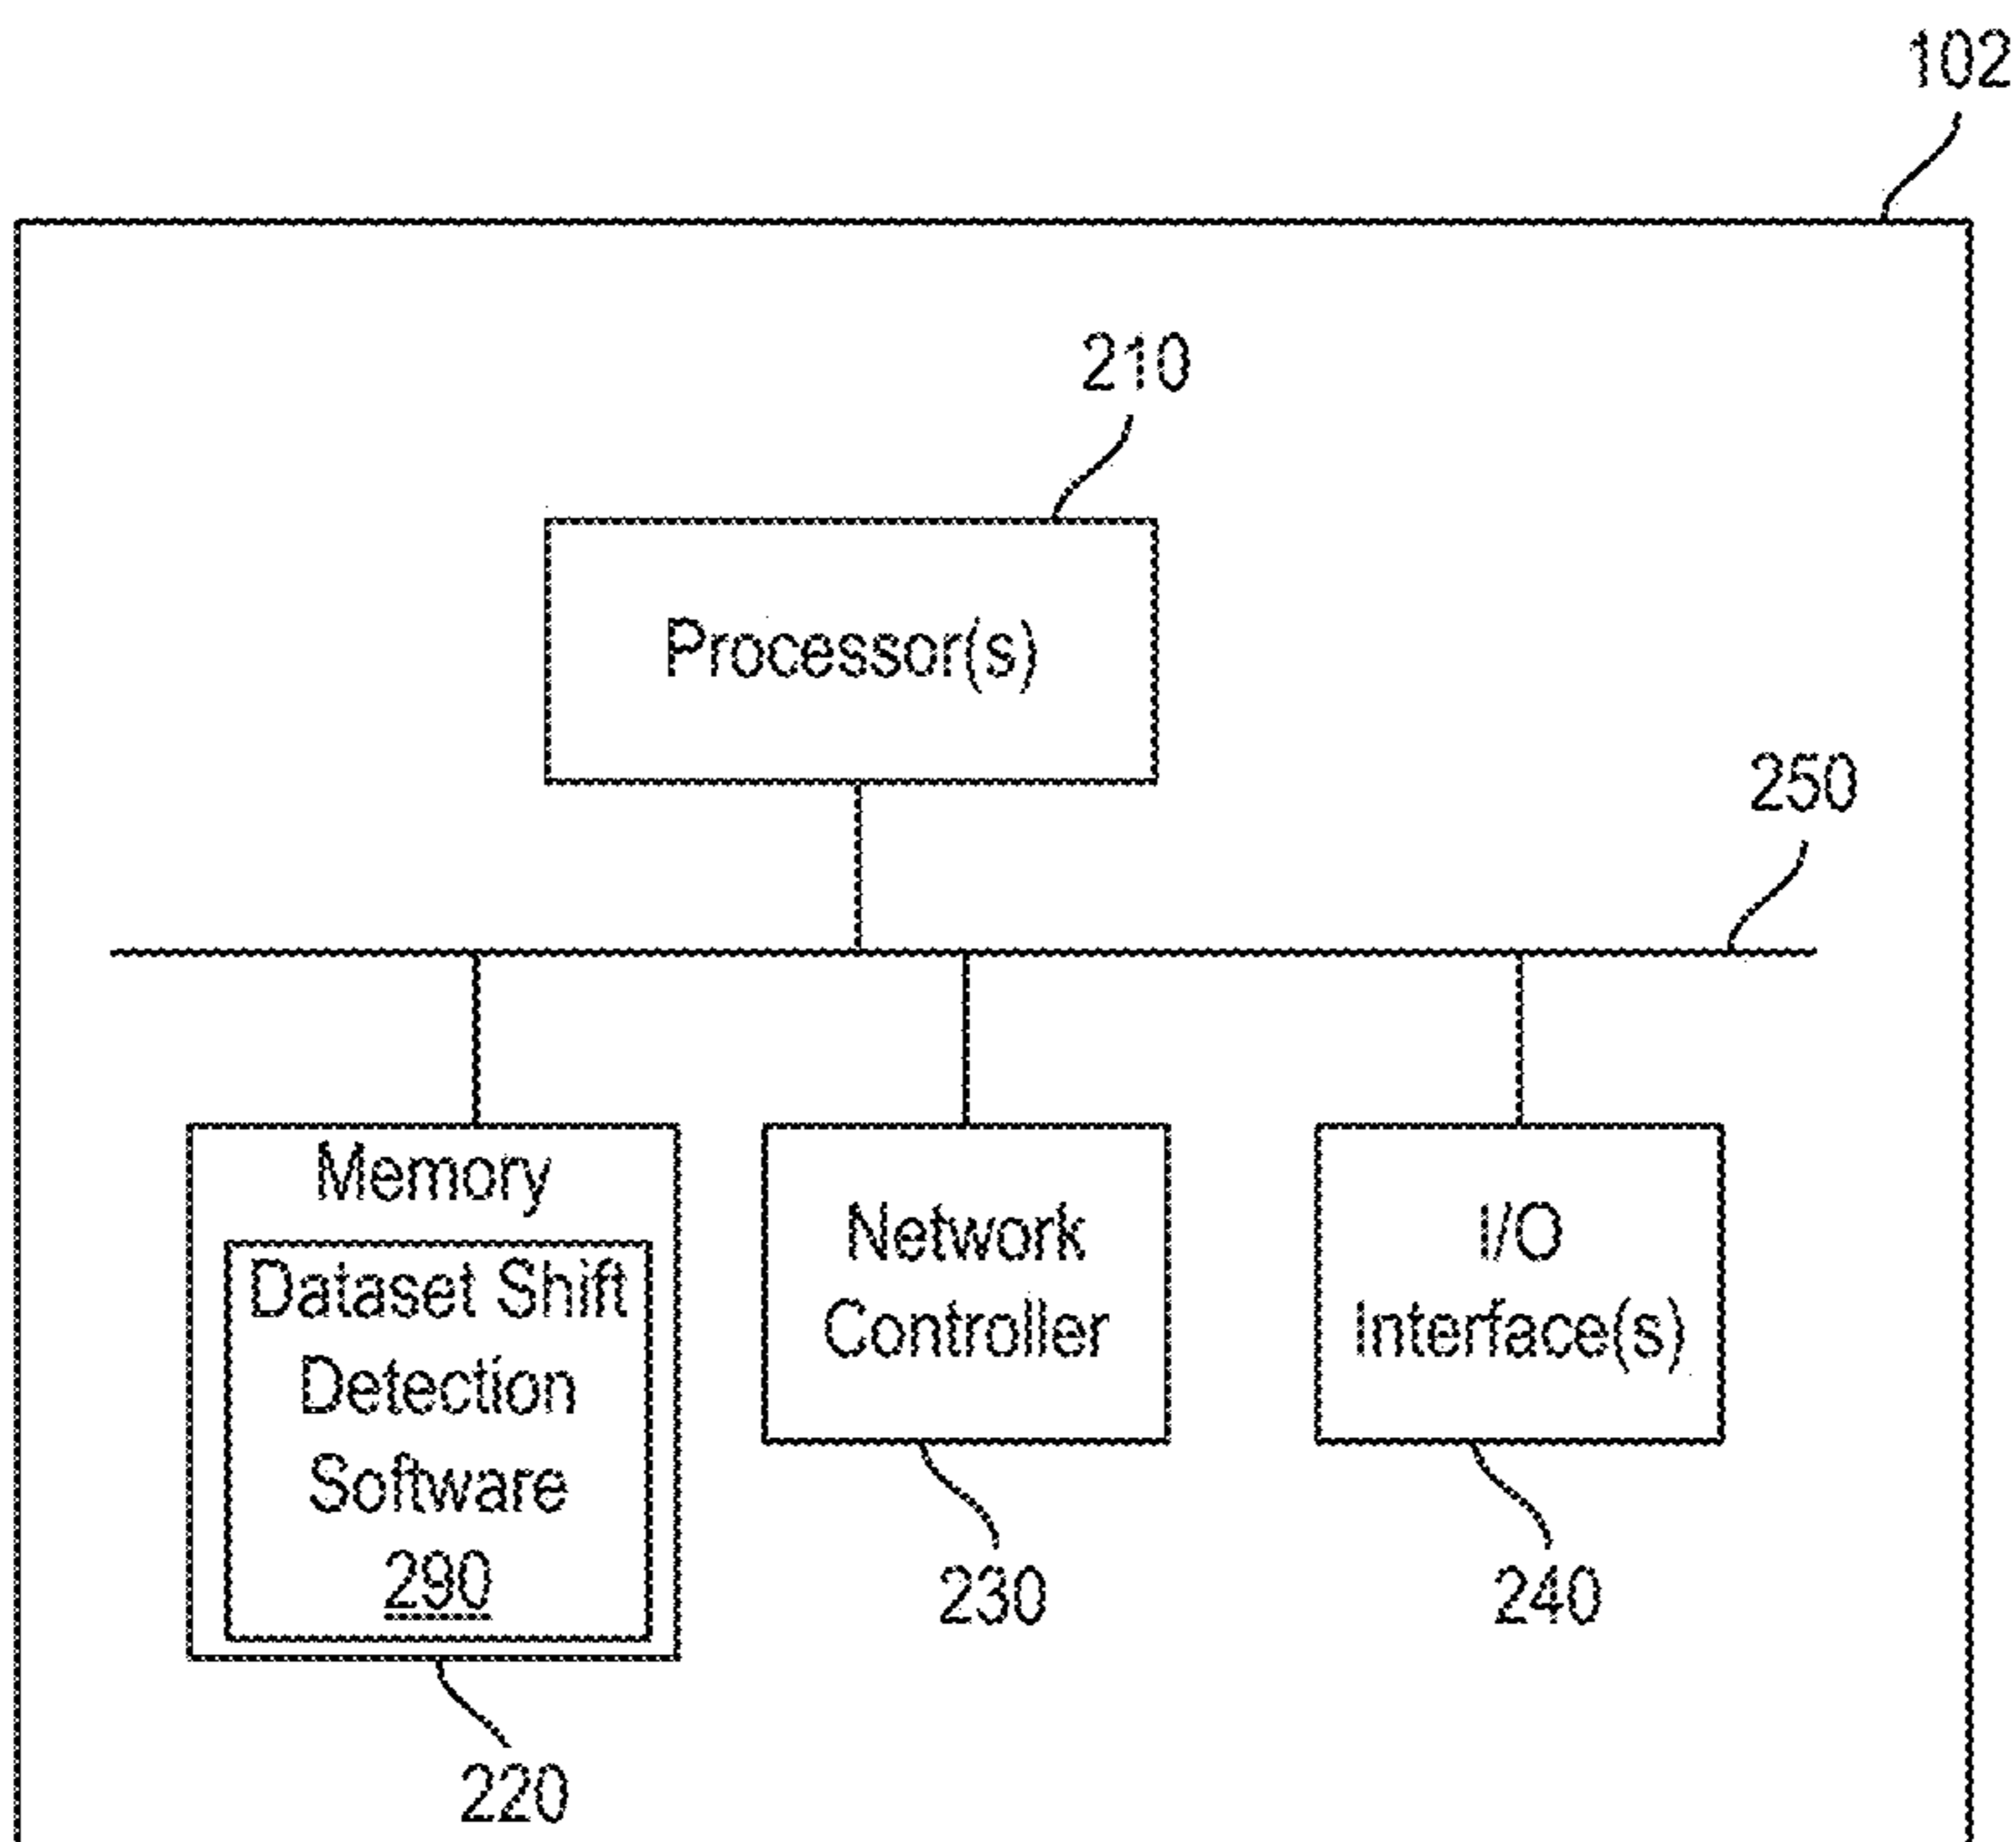 102
210
Processor(s)
250
Memory
Dataset Shift
Detection
Software
290
Network
Controller
I/O
Interface(s)
230
240
220